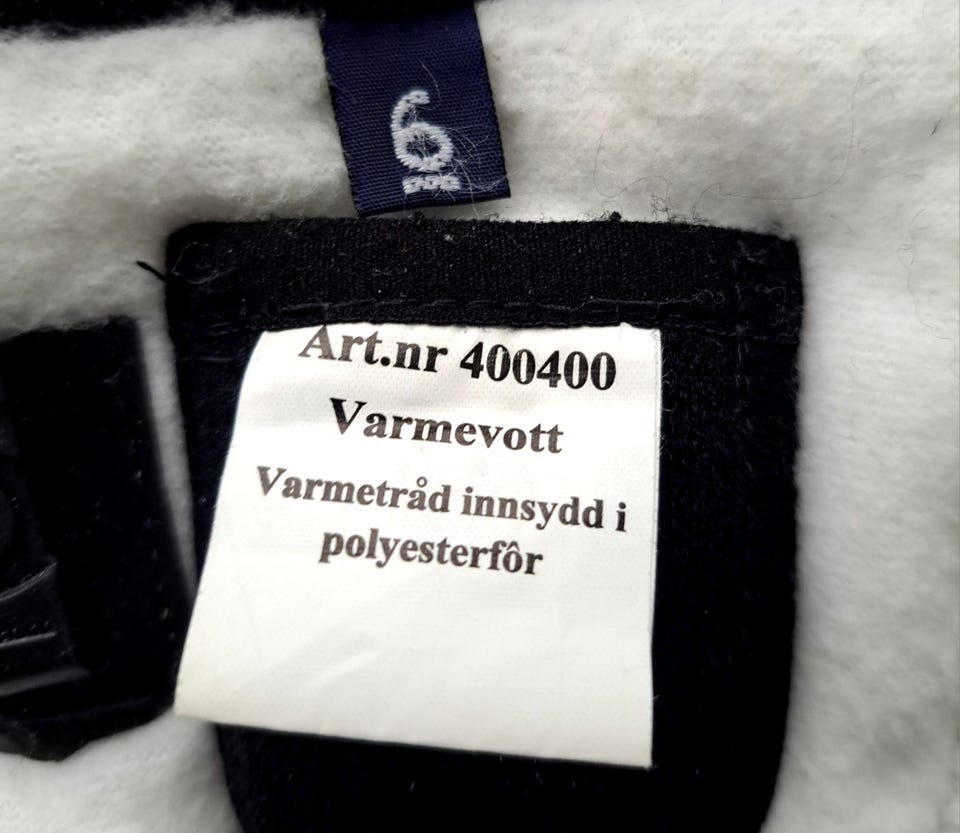 6
Art.nr 400400
Varmevott
Varmetråd innsydd i
polyesterfôr